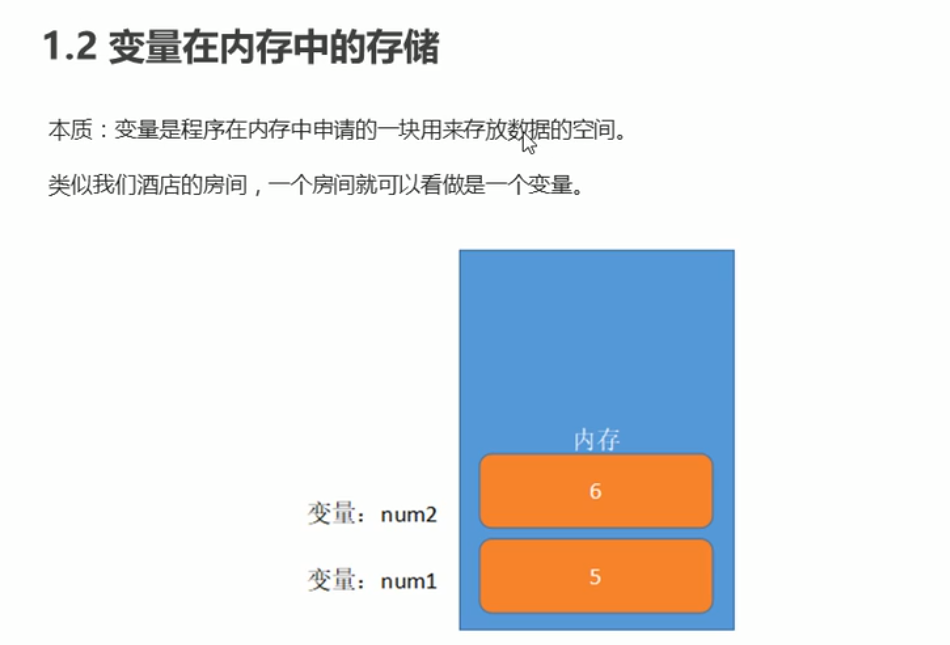 1.2 变量在内存中的存储
本质：变量是程序在内存中申请的一块用来存放数据的空间。
类似我们酒店的房间，一个房间就可以看做是一个变量。
内存
6
变量：num2
5
变量：num1